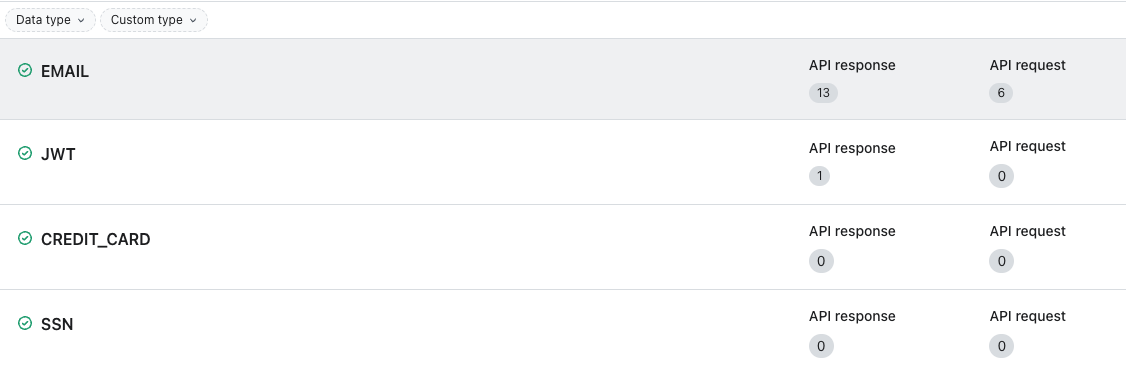 Data type Custom type
EMAIL API response API request
13 6
JWT API response API request
1 0
CREDIT_CARD API response API request
0 0
SSN API response API request
0 0